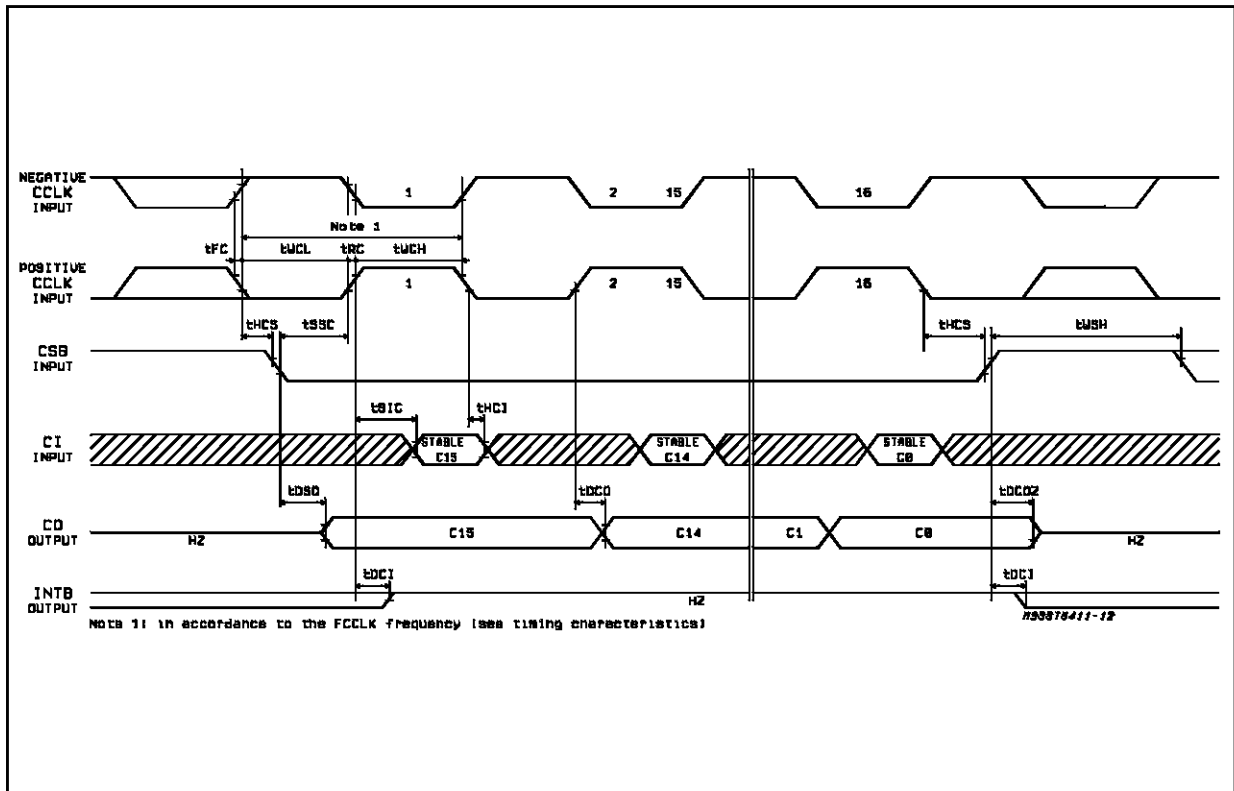 NEGATIVE
CCLK
INPUT
1
2
15
16
Note 1
tFC
tWCL
tRC
tWCH
POSITIVE
CCLK
INPUT
1
2
15
16
tHCS
tSSC
tHCS
tWSH
CSB
INPUT
tSIC
tHCI
CI
INPUT
STABLE
C15
STABLE
C14
STABLE
C0
tDSO
tDCO
tDCOZ
CO
OUTPUT
HZ
C15
C14
C1
C0
HZ
tDCI
tDCI
INTB
OUTPUT
HZ
Note 1: in accordance to the FCCLK frequency (see timing characteristics)